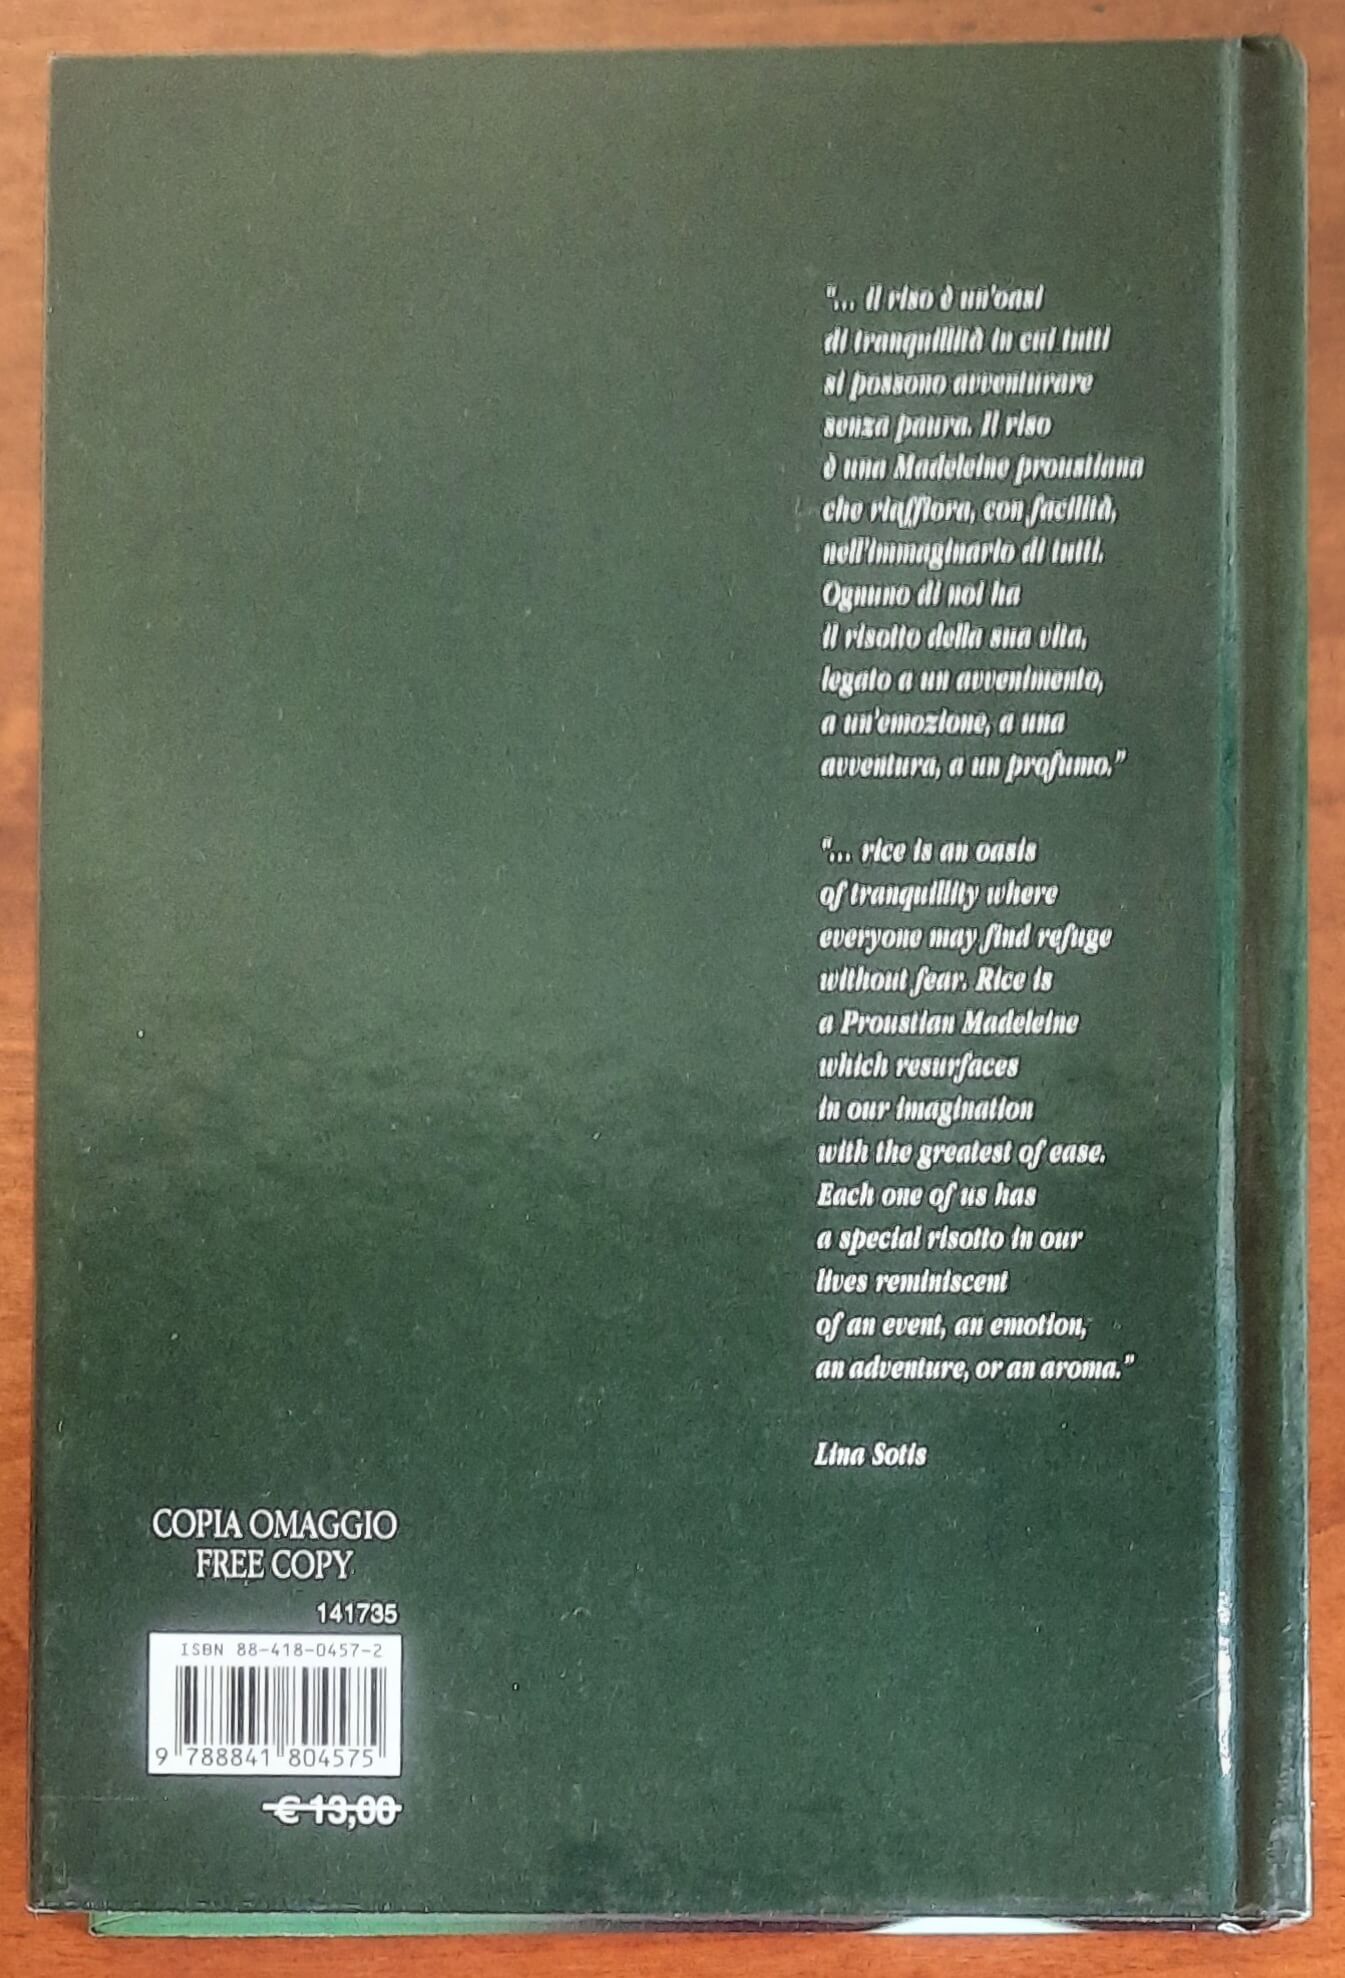 "... il riso è un'oasi
di tranquillità in cui tutti
si possono avventurare
senza paura. Il riso
è una Madeleine proustiana
che riaffiora, con facilità,
nell'immaginario di tutti.
Ognuno di noi ha
il risotto della sua vita,
legato a un avvenimento,
a un'emozione, a una
avventura, a un profumo."
"... rice is an oasis
of tranquillity where
everyone may find refuge
without fear. Rice is
a Proustian Madeleine
which resurfaces
in our imagination
with the greatest of ease.
Each one of us has
a special risotto in our
lives reminiscent
of an event, an emotion,
an adventure, or an aroma."
Lina Sotis
COPIA OMAGGIO
FREE COPY
141735
ISBN 88-418-0457-2
9 788841 804575
€ 13,00